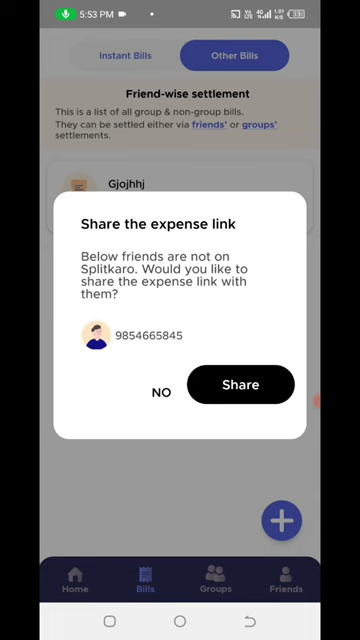 5:53 PM
Instant Bills
Other Bills
Friend-wise settlement
This is a list of all group & non-group bills.
They can be settled either via friends' or groups'
settlements.
Gjojhhj
Share the expense link
Below friends are not on
Splitkaro. Would you like to
share the expense link with
them?
9854665845
NO
Share
Home
Bills
Groups
Friends